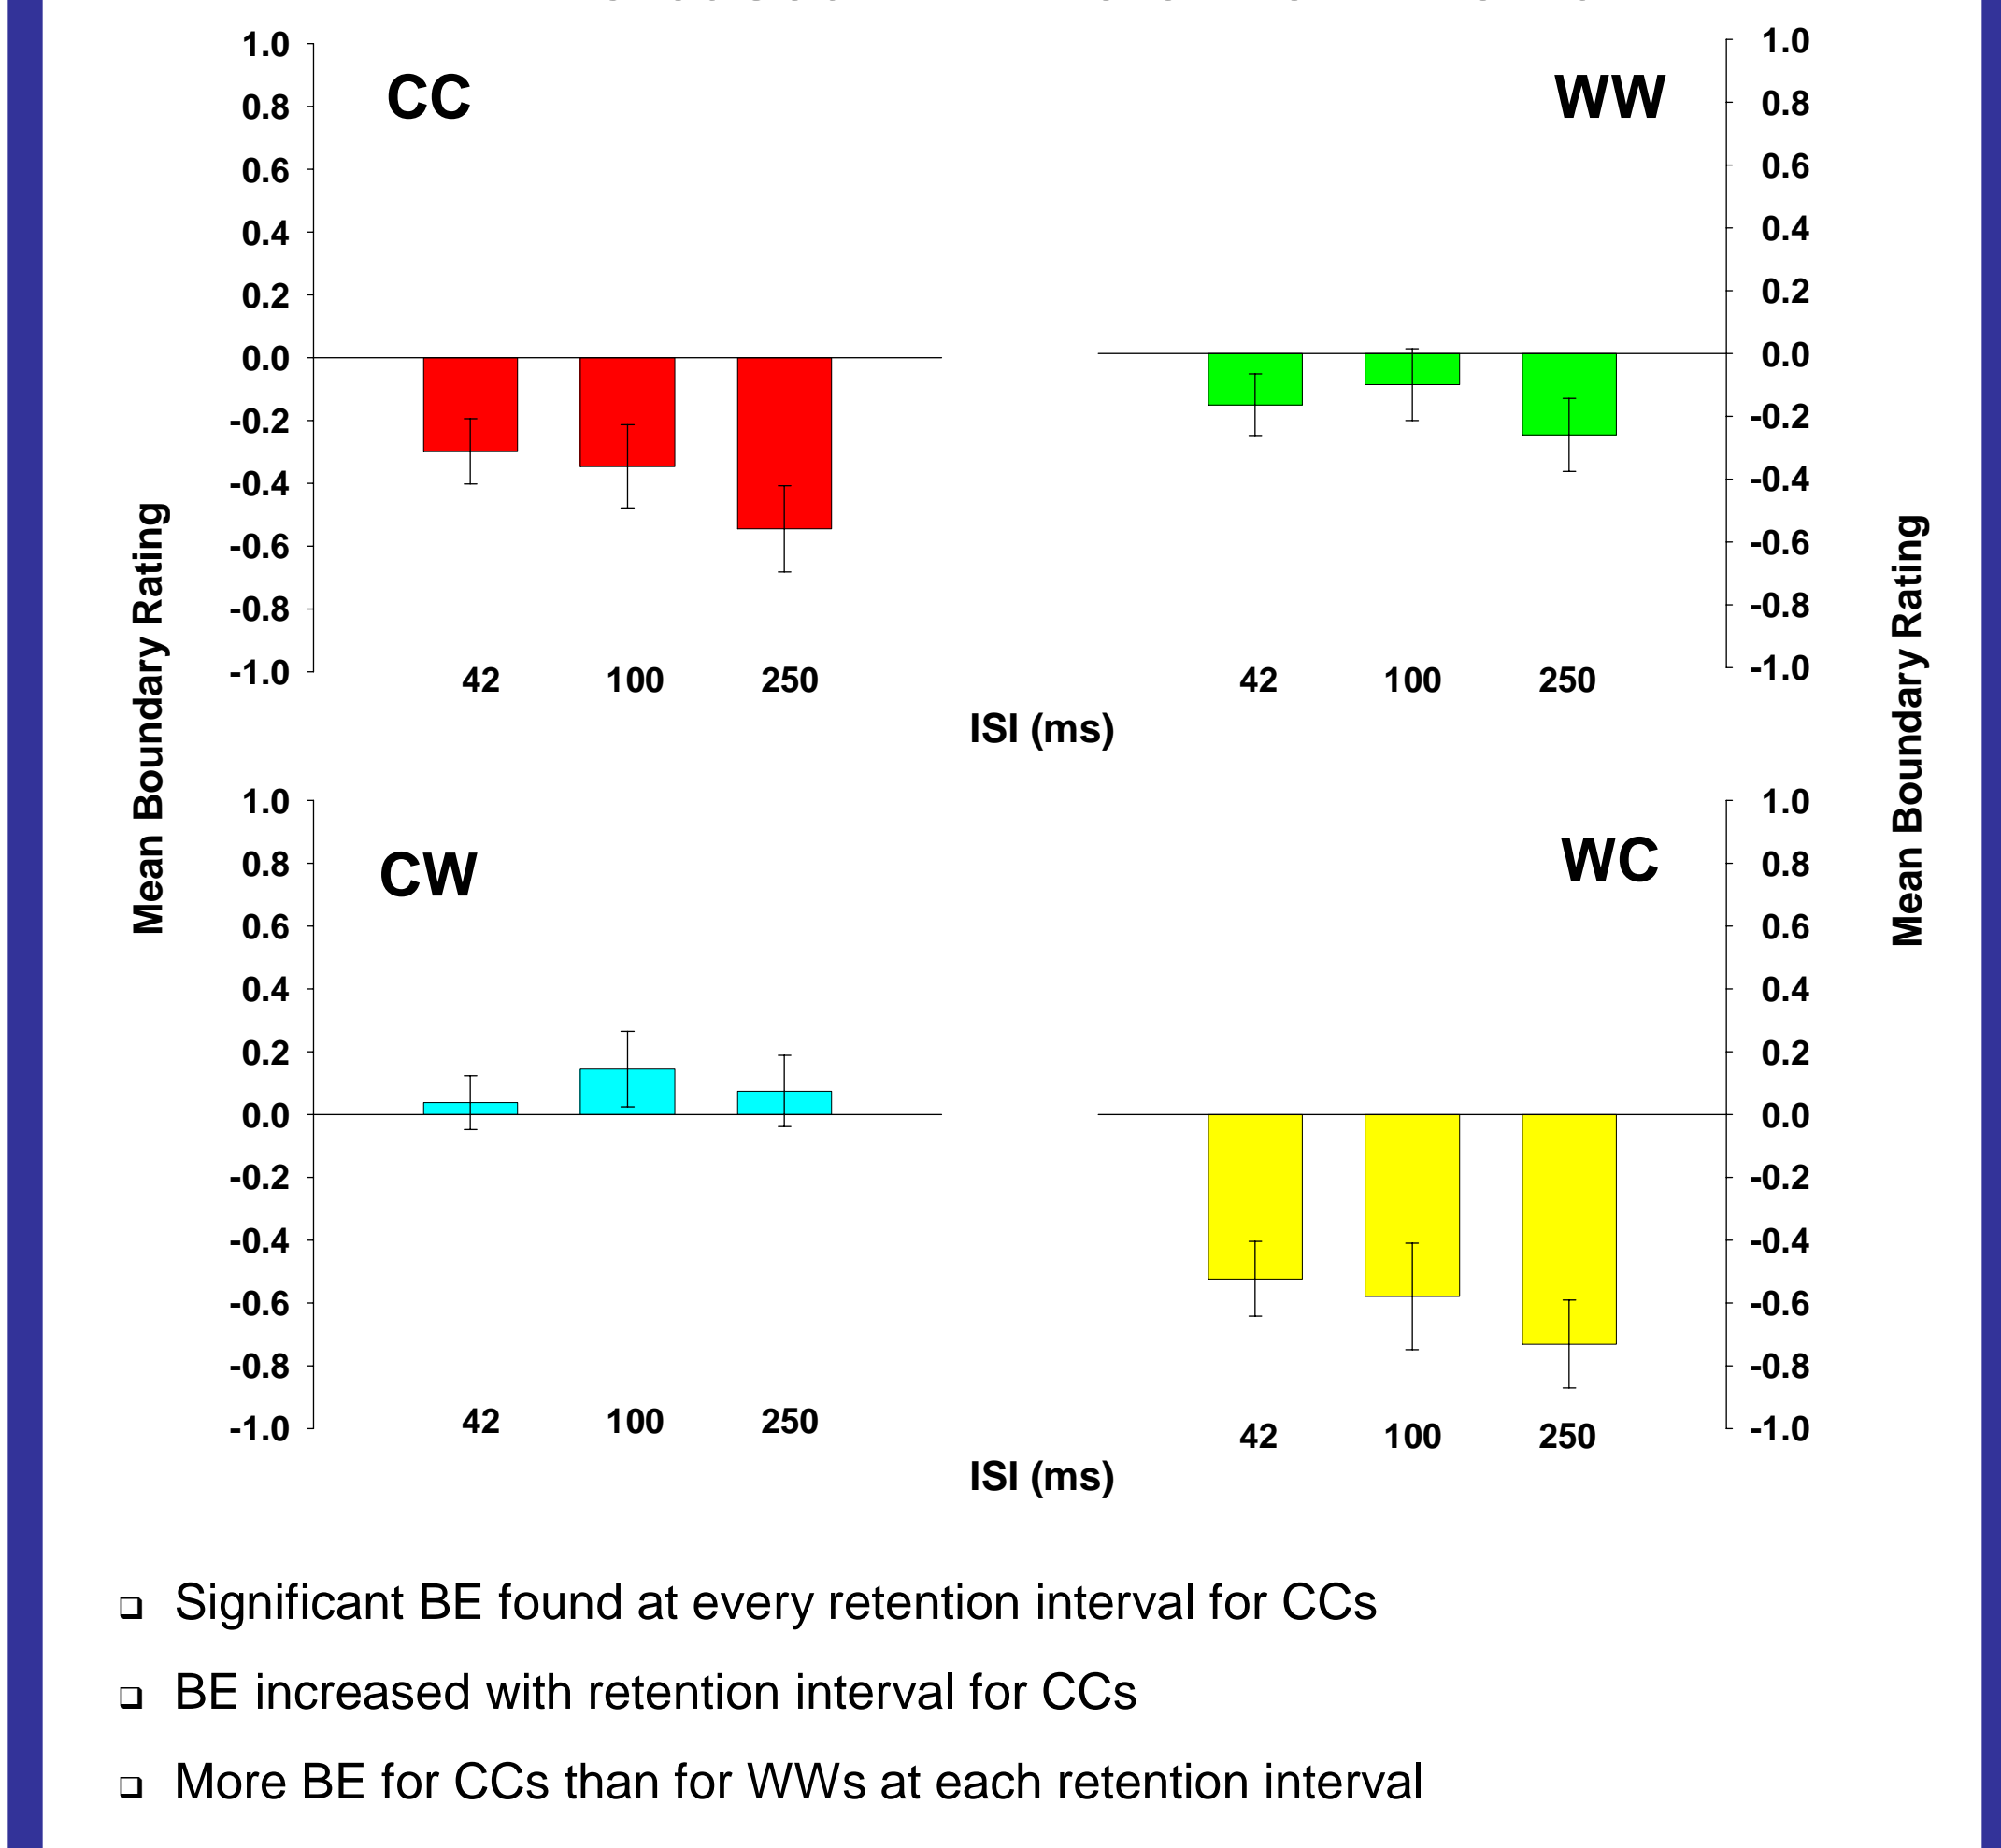 1.0
0.8
0.6
0.4
0.2
0.0
-0.2
-0.4
-0.6
-0.8
-1.0
CC
42 100 250
WW
1.0
0.8
0.6
0.4
0.2
0.0
-0.2
-0.4
-0.6
-0.8
-1.0
42 100 250
ISI (ms)
Mean Boundary Rating
Mean Boundary Rating
1.0
0.8
0.6
0.4
0.2
0.0
-0.2
-0.4
-0.6
-0.8
-1.0
CW
42 100 250
WC
1.0
0.8
0.6
0.4
0.2
0.0
-0.2
-0.4
-0.6
-0.8
-1.0
42 100 250
ISI (ms)
Significant BE found at every retention interval for CCs
BE increased with retention interval for CCs
More BE for CCs than for WWs at each retention interval